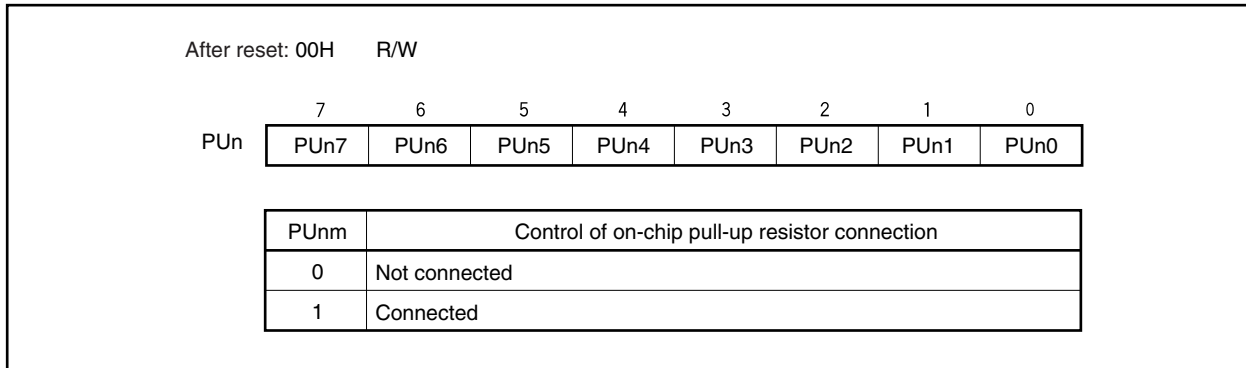 After reset: 00H R/W
7 6 5 4 3 2 1 0
PUn PUn7 PUn6 PUn5 PUn4 PUn3 PUn2 PUn1 PUn0
PUnm Control of on-chip pull-up resistor connection
0 Not connected
1 Connected